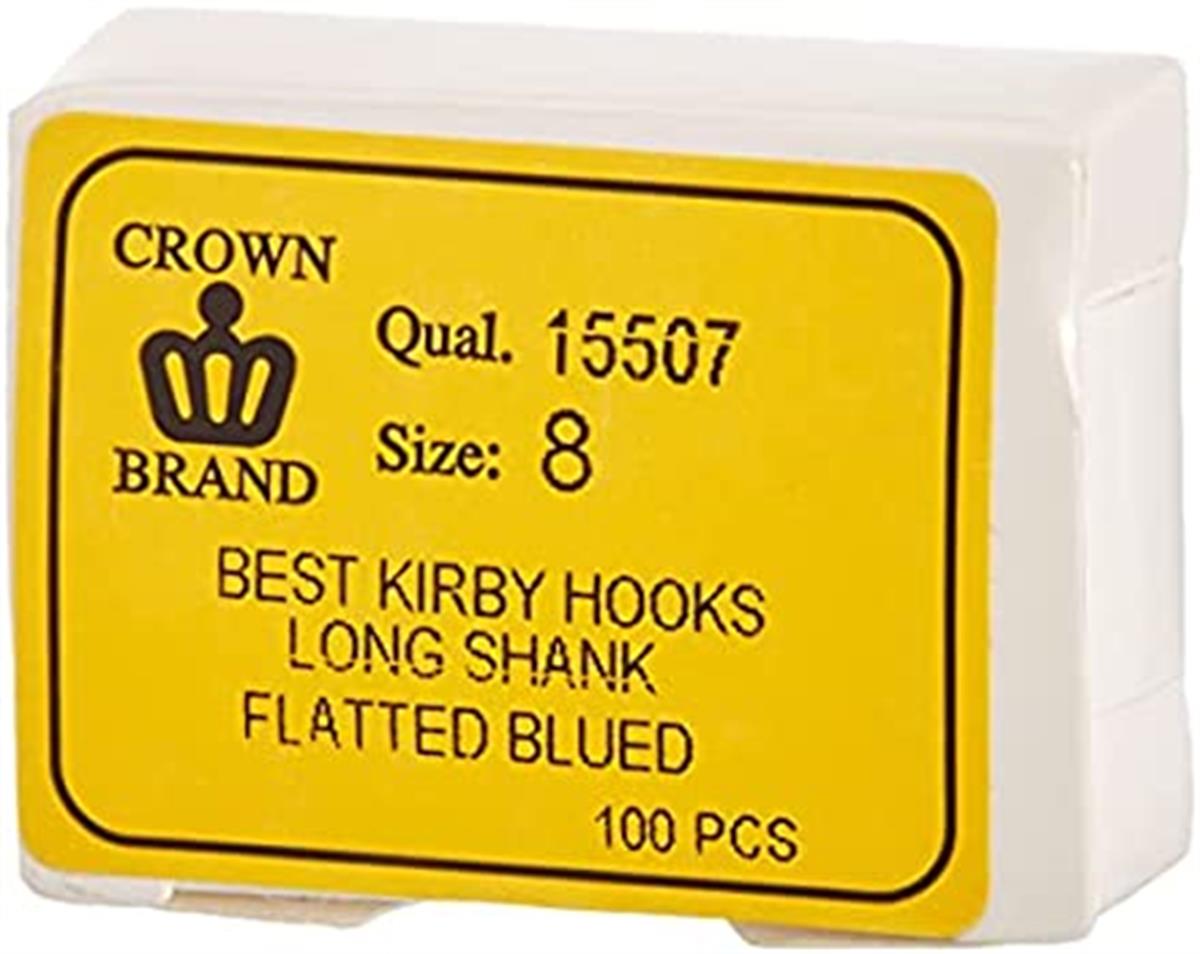 CROWN
BRAND
Qual. 15507
Size: 8
BEST KIRBY HOOKS
LONG SHANK
FLATTED BLUED
100 PCS